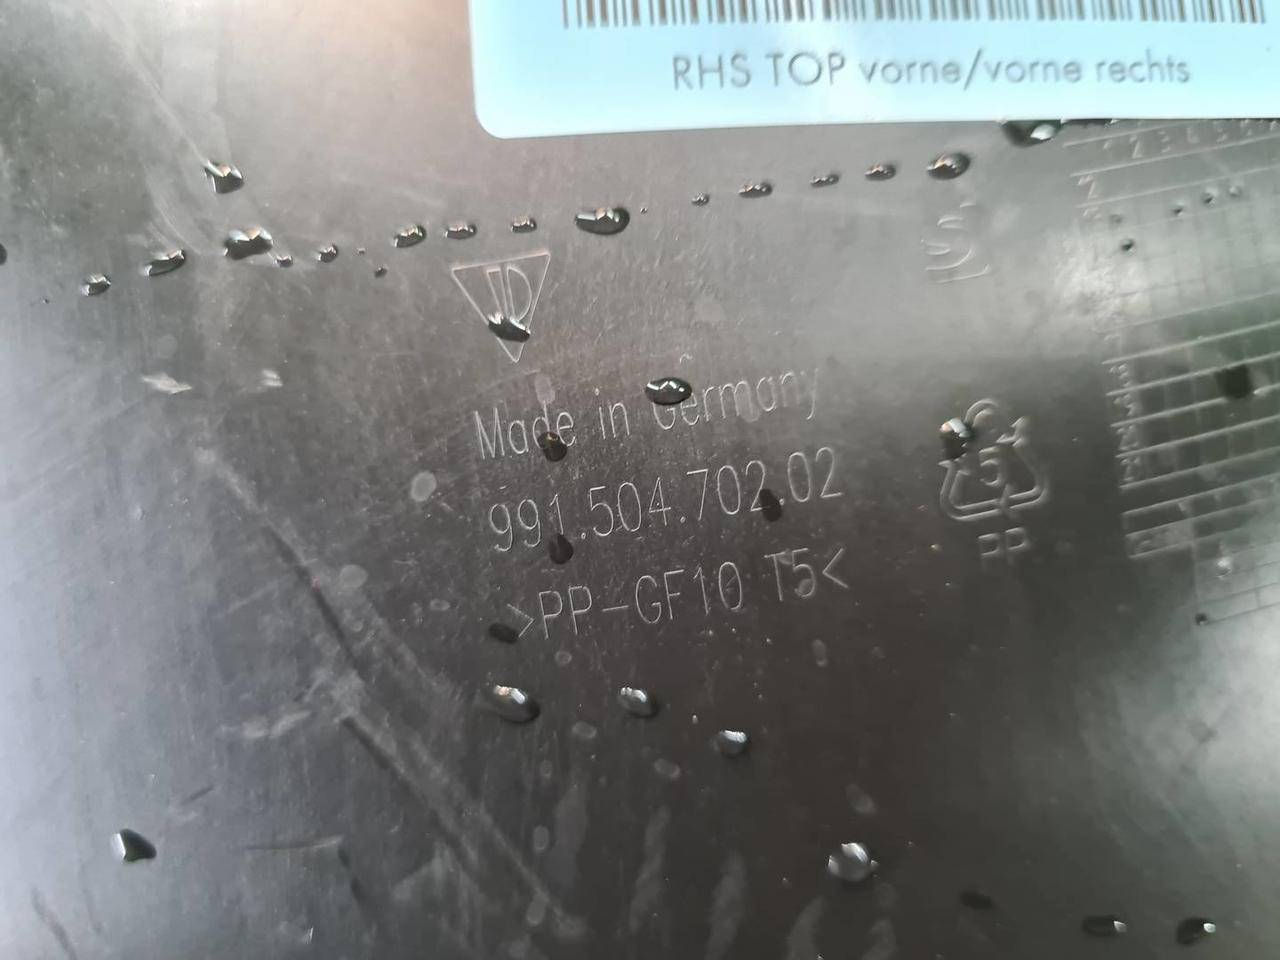 RHS TOP vorne/vorne rechts
Made in Germany
991.504.702.02
>PP-GF10 T5<
5
PP